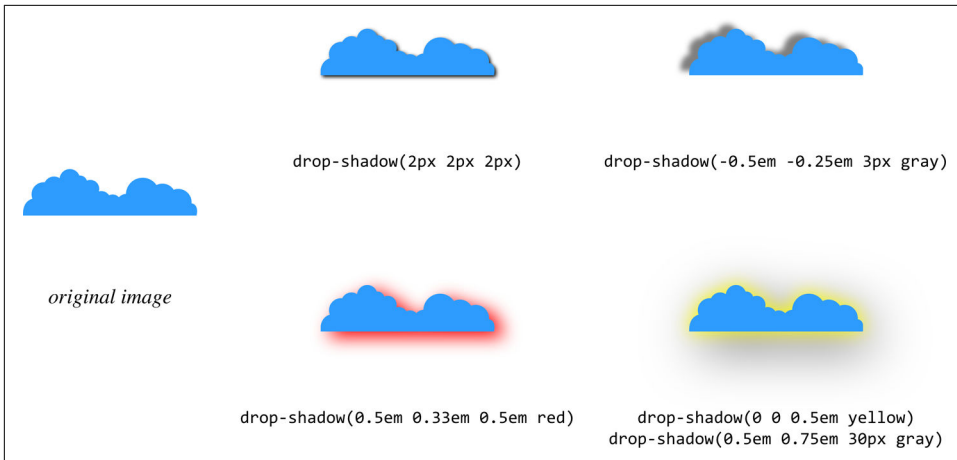 drop-shadow(2px 2px 2px)
drop-shadow(-0.5em -0.25em 3px gray)
original image
drop-shadow(0.5em 0.33em 0.5em red)
drop-shadow(0 0 0.5em yellow)
drop-shadow(0.5em 0.75em 30px gray)